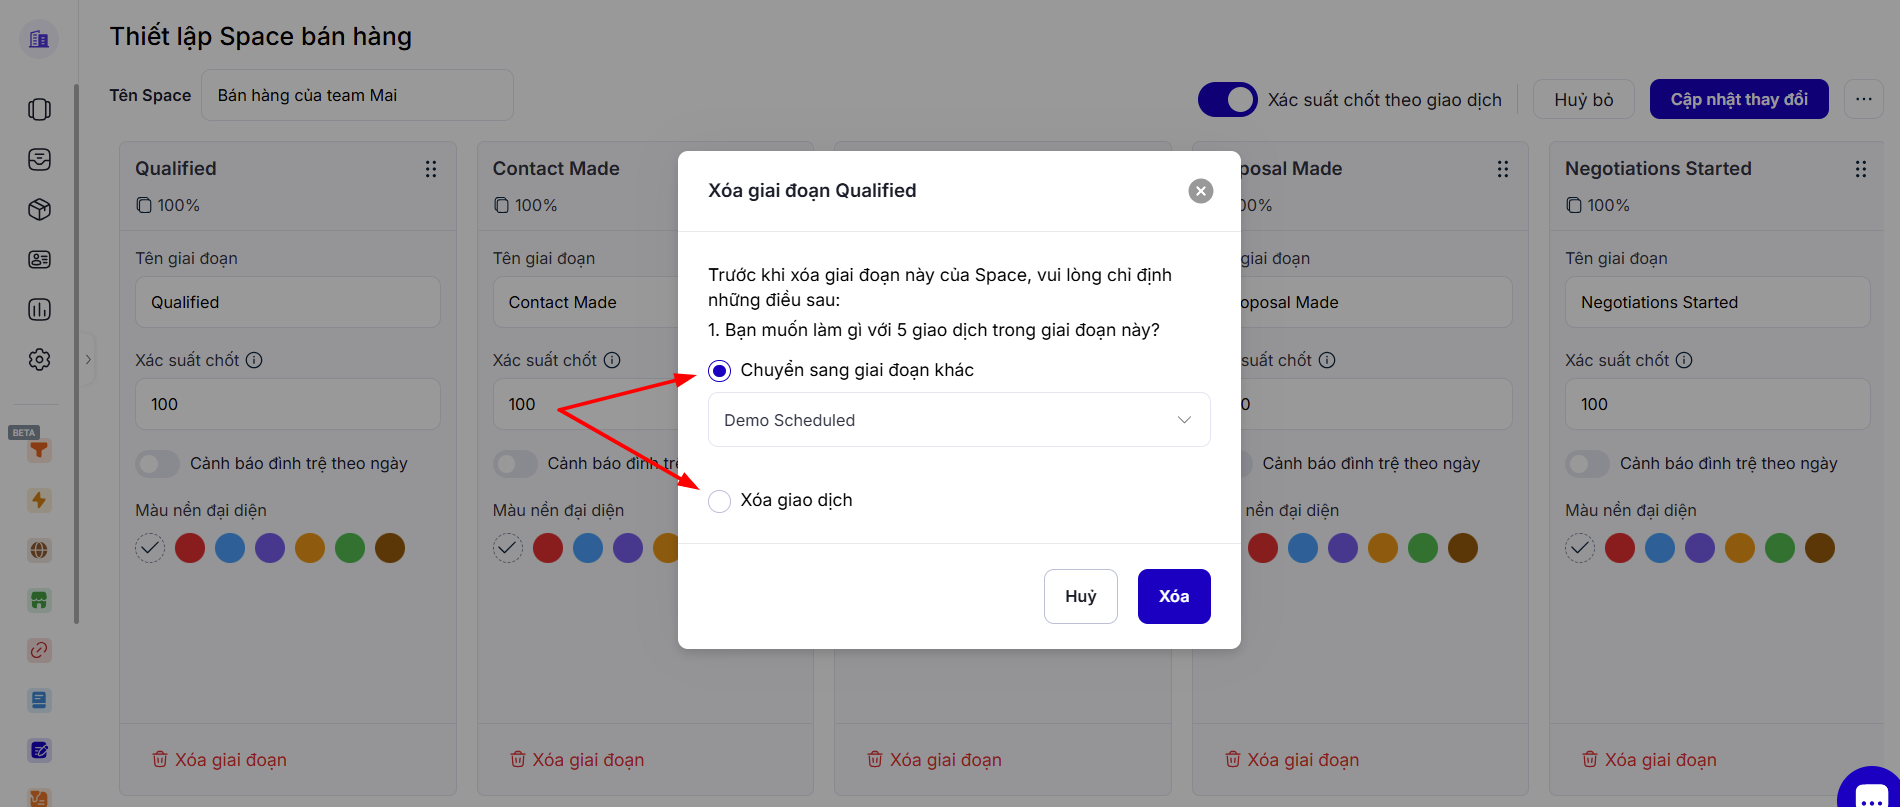 Thiết lập Space bán hàng
Tên Space
Bán hàng của team Mai
Xác suất chốt theo giao dịch
Huỷ bỏ
Cập nhật thay đổi
Qualified
100%
Tên giai đoạn
Qualified
Xác suất chốt
100
Cảnh báo đình trệ theo ngày
Màu nền đại diện
Xóa giai đoạn
Contact Made
100%
Tên giai đoạn
Contact Made
Xác suất chốt
100
Cảnh báo đình trệ
Màu nền đại diện
Xóa giai đoạn
Xóa giai đoạn Qualified
Trước khi xóa giai đoạn này của Space, vui lòng chỉ định
những điều sau:
1. Bạn muốn làm gì với 5 giao dịch trong giai đoạn này?
Chuyển sang giai đoạn khác
Demo Scheduled
Xóa giao dịch
Huỷ
Xóa
Xóa giai đoạn
posal Made
00%
giai đoạn
oposal Made
suất chốt
0
Cảnh báo đình trệ theo ngày
nền đại diện
Xóa giai đoạn
Negotiations Started
100%
Tên giai đoạn
Negotiations Started
Xác suất chốt
100
Cảnh báo đình trệ theo ngày
Màu nền đại diện
Xóa giai đoạn
BETA